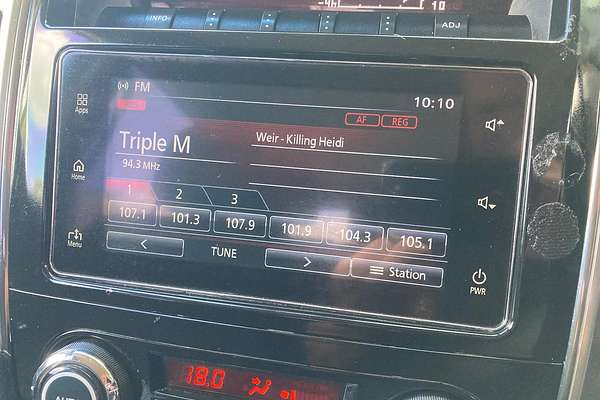 INFO
ADJ
FM
10:10
AF REG
Triple M
Weir - Killing Heidi
94.3 MHz
1 2 3
107.1 101.3 107.9 101.9 104.3 105.1
< TUNE > Station
Apps
Home
Menu
PWR
18.0